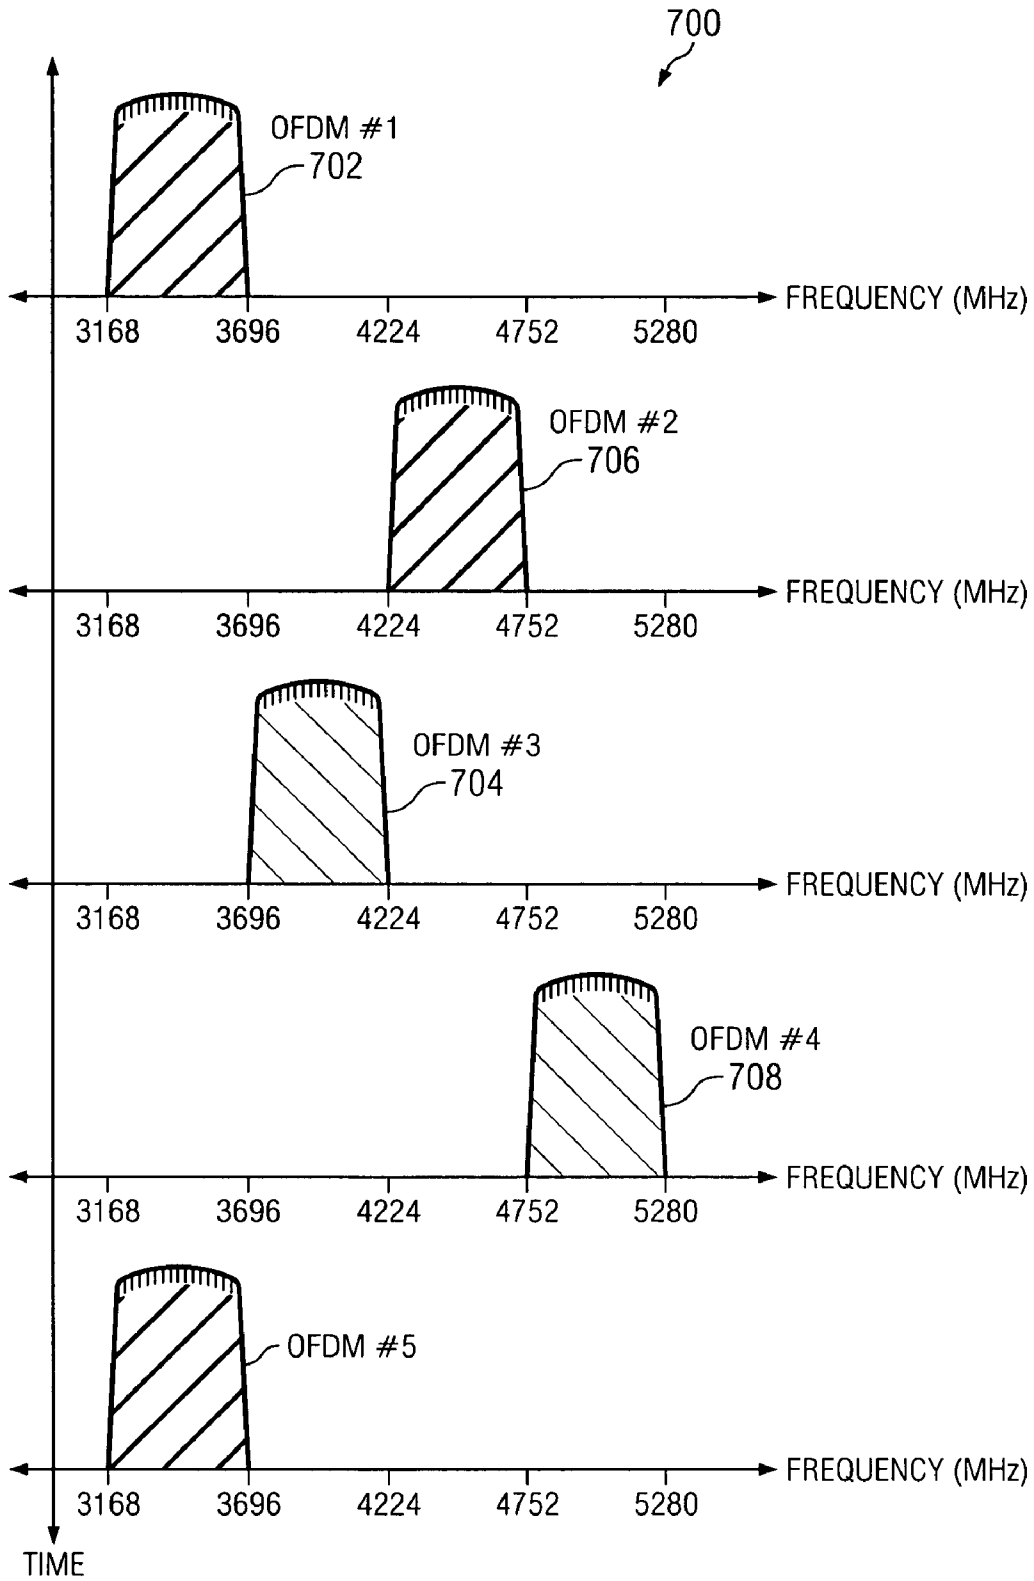 700
OFDM #1
702
FREQUENCY (MHz)
3168 3696 4224 4752 5280
OFDM #2
706
FREQUENCY (MHz)
3168 3696 4224 4752 5280
OFDM #3
704
FREQUENCY (MHz)
3168 3696 4224 4752 5280
OFDM #4
708
FREQUENCY (MHz)
3168 3696 4224 4752 5280
OFDM #5
FREQUENCY (MHz)
3168 3696 4224 4752 5280
TIME